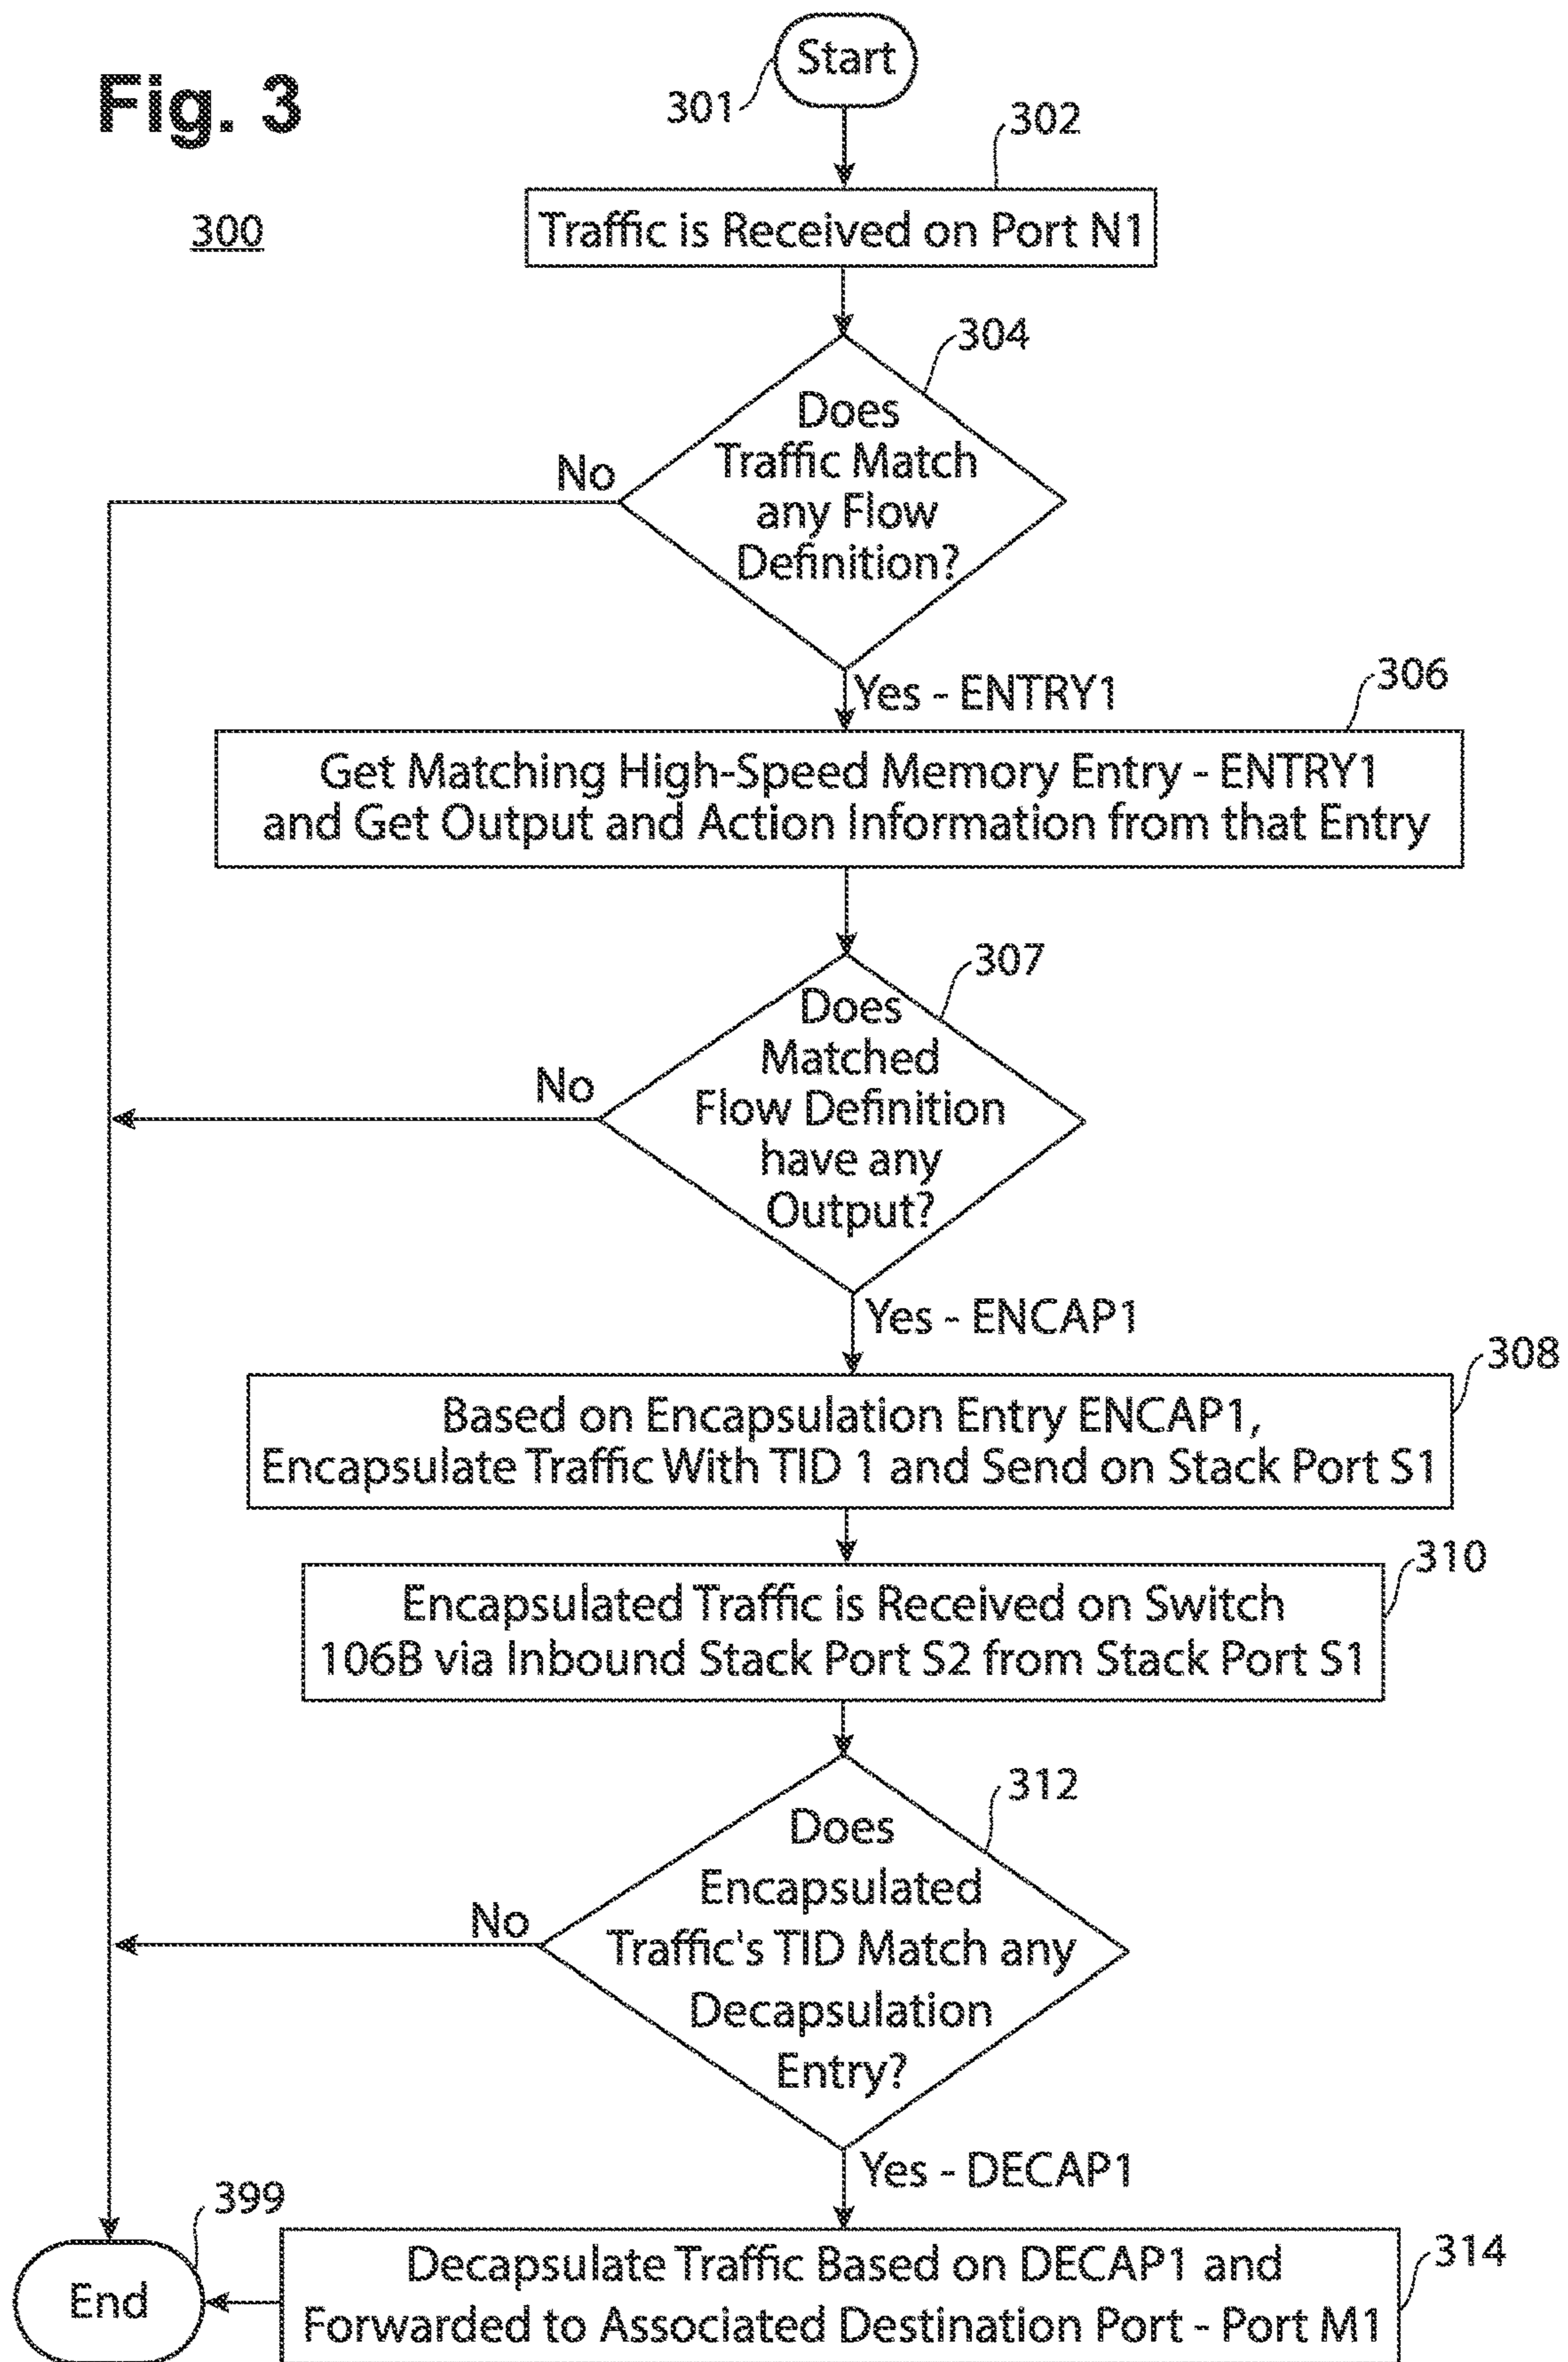 Fig. 3
300
Start
301
302
Traffic is Received on Port N1
304
Does
Traffic Match
any Flow
Definition?
No
Yes - ENTRY1
306
Get Matching High-Speed Memory Entry - ENTRY1
and Get Output and Action Information from that Entry
307
Does
Matched
Flow Definition
have any
Output?
No
Yes - ENCAP1
308
Based on Encapsulation Entry ENCAP1,
Encapsulate Traffic With TID 1 and Send on Stack Port S1
310
Encapsulated Traffic is Received on Switch
106B via Inbound Stack Port S2 from Stack Port S1
312
Does
Encapsulated
Traffic's TID Match any
Decapsulation
Entry?
No
Yes - DECAP1
399
End
314
Decapsulate Traffic Based on DECAP1 and
Forwarded to Associated Destination Port - Port M1